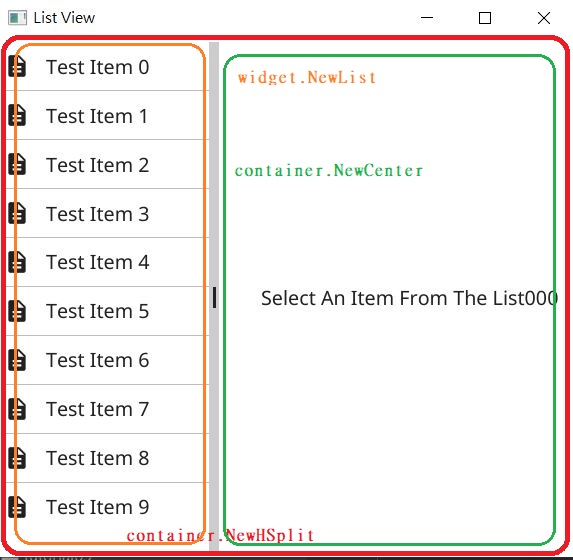 List View
Test Item 0
Test Item 1
Test Item 2
Test Item 3
Test Item 4
Test Item 5
Test Item 6
Test Item 7
Test Item 8
Test Item 9
widget.NewList
container.NewCenter
Select An Item From The List000
container.NewHSplit